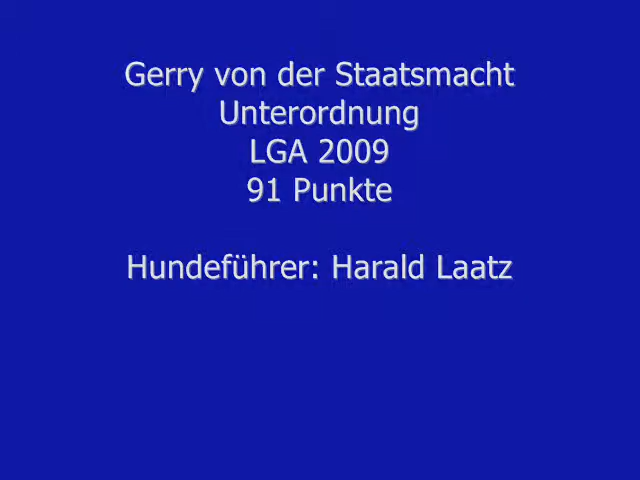 Gerry von der Staatsmacht
Unterordnung
LGA 2009
91 Punkte
Hundeführer: Harald Laatz